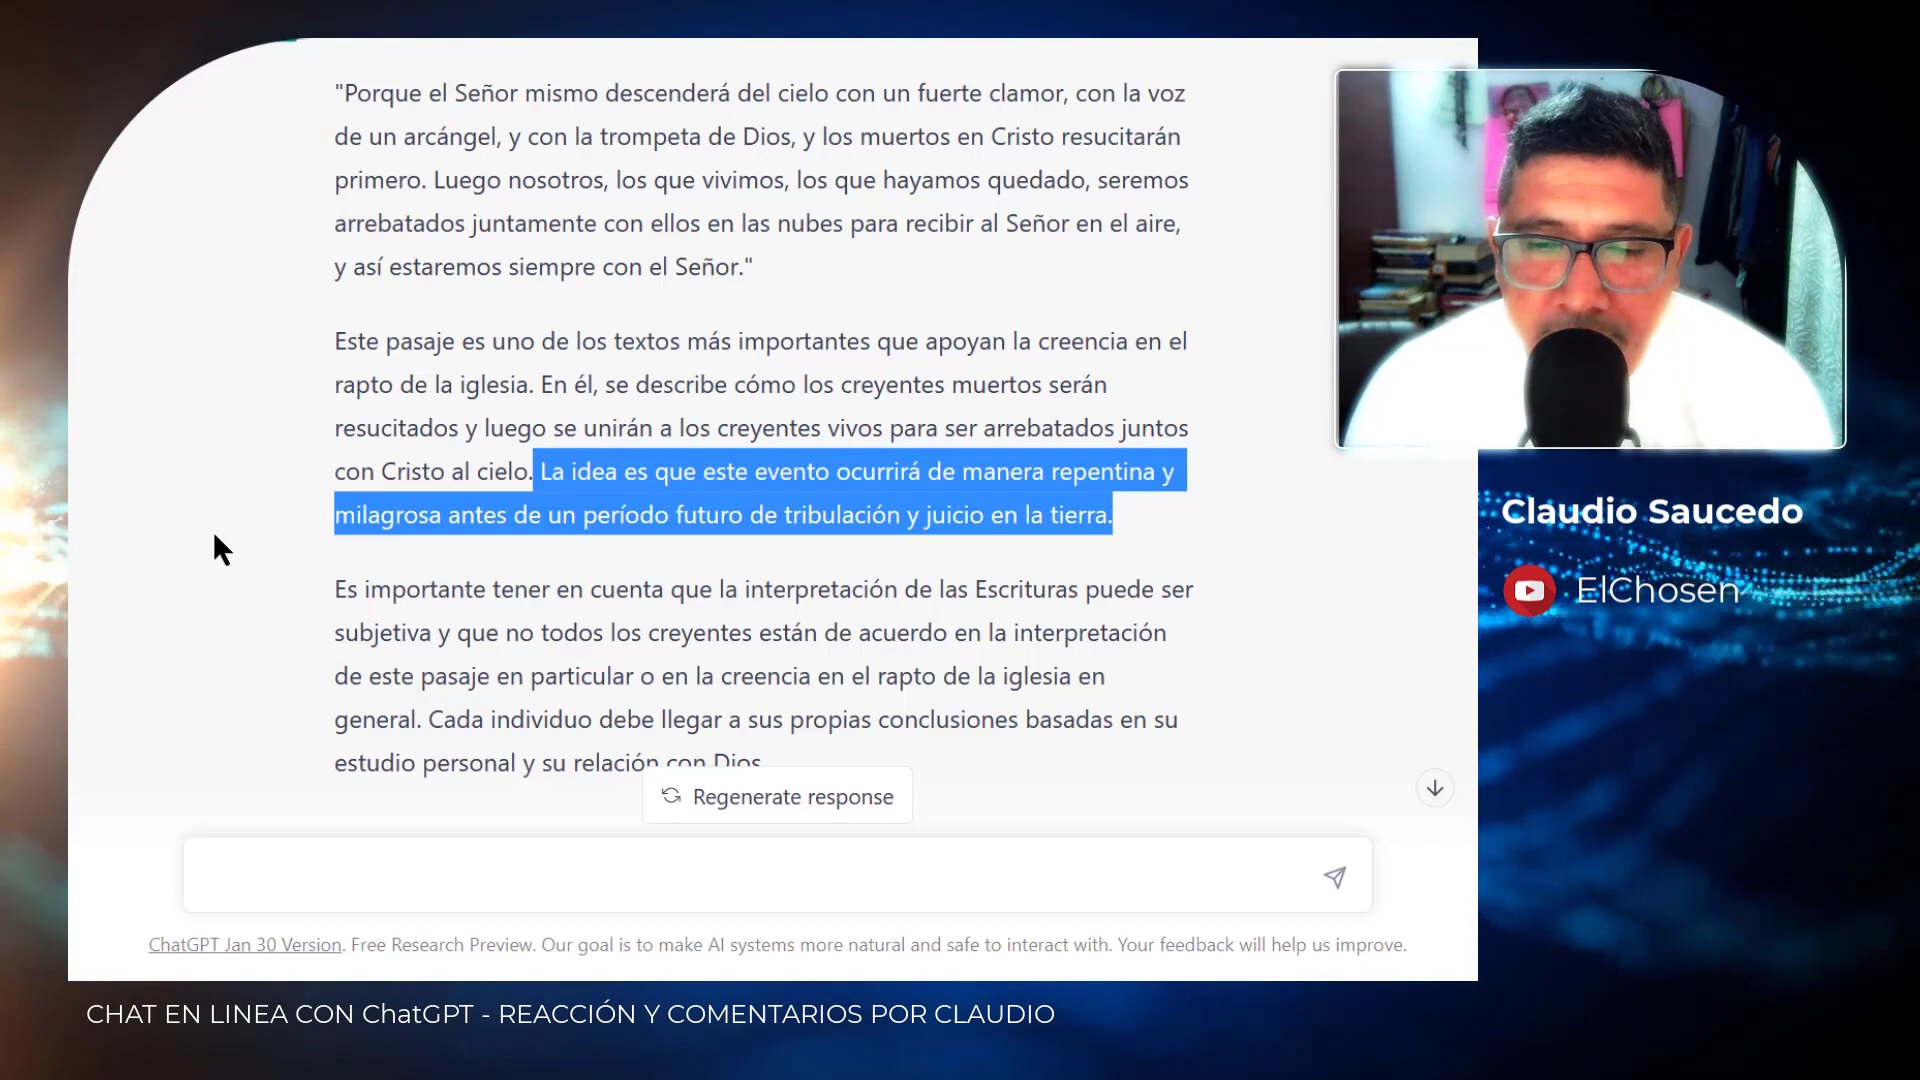 "Porque el Señor mismo descenderá del cielo con un fuerte clamor, con la voz
de un arcángel, y con la trompeta de Dios, y los muertos en Cristo resucitarán
primero. Luego nosotros, los que vivimos, los que hayamos quedado, seremos
arrebatados juntamente con ellos en las nubes para recibir al Señor en el aire,
y así estaremos siempre con el Señor."
Este pasaje es uno de los textos más importantes que apoyan la creencia en el
rapto de la iglesia. En él, se describe cómo los creyentes muertos serán
resucitados y luego se unirán a los creyentes vivos para ser arrebatados juntos
con Cristo al cielo. La idea es que este evento ocurrirá de manera repentina y
milagrosa antes de un período futuro de tribulación y juicio en la tierra.
Es importante tener en cuenta que la interpretación de las Escrituras puede ser
subjetiva y que no todos los creyentes están de acuerdo en la interpretación
de este pasaje en particular o en la creencia en el rapto de la iglesia en
general. Cada individuo debe llegar a sus propias conclusiones basadas en su
estudio personal y su relación con Dios.
Regenerate response
ChatGPT Jan 30 Version. Free Research Preview. Our goal is to make AI systems more natural and safe to interact with. Your feedback will help us improve.
Claudio Saucedo
ElChosen
CHAT EN LINEA CON ChatGPT - REACCIÓN Y COMENTARIOS POR CLAUDIO